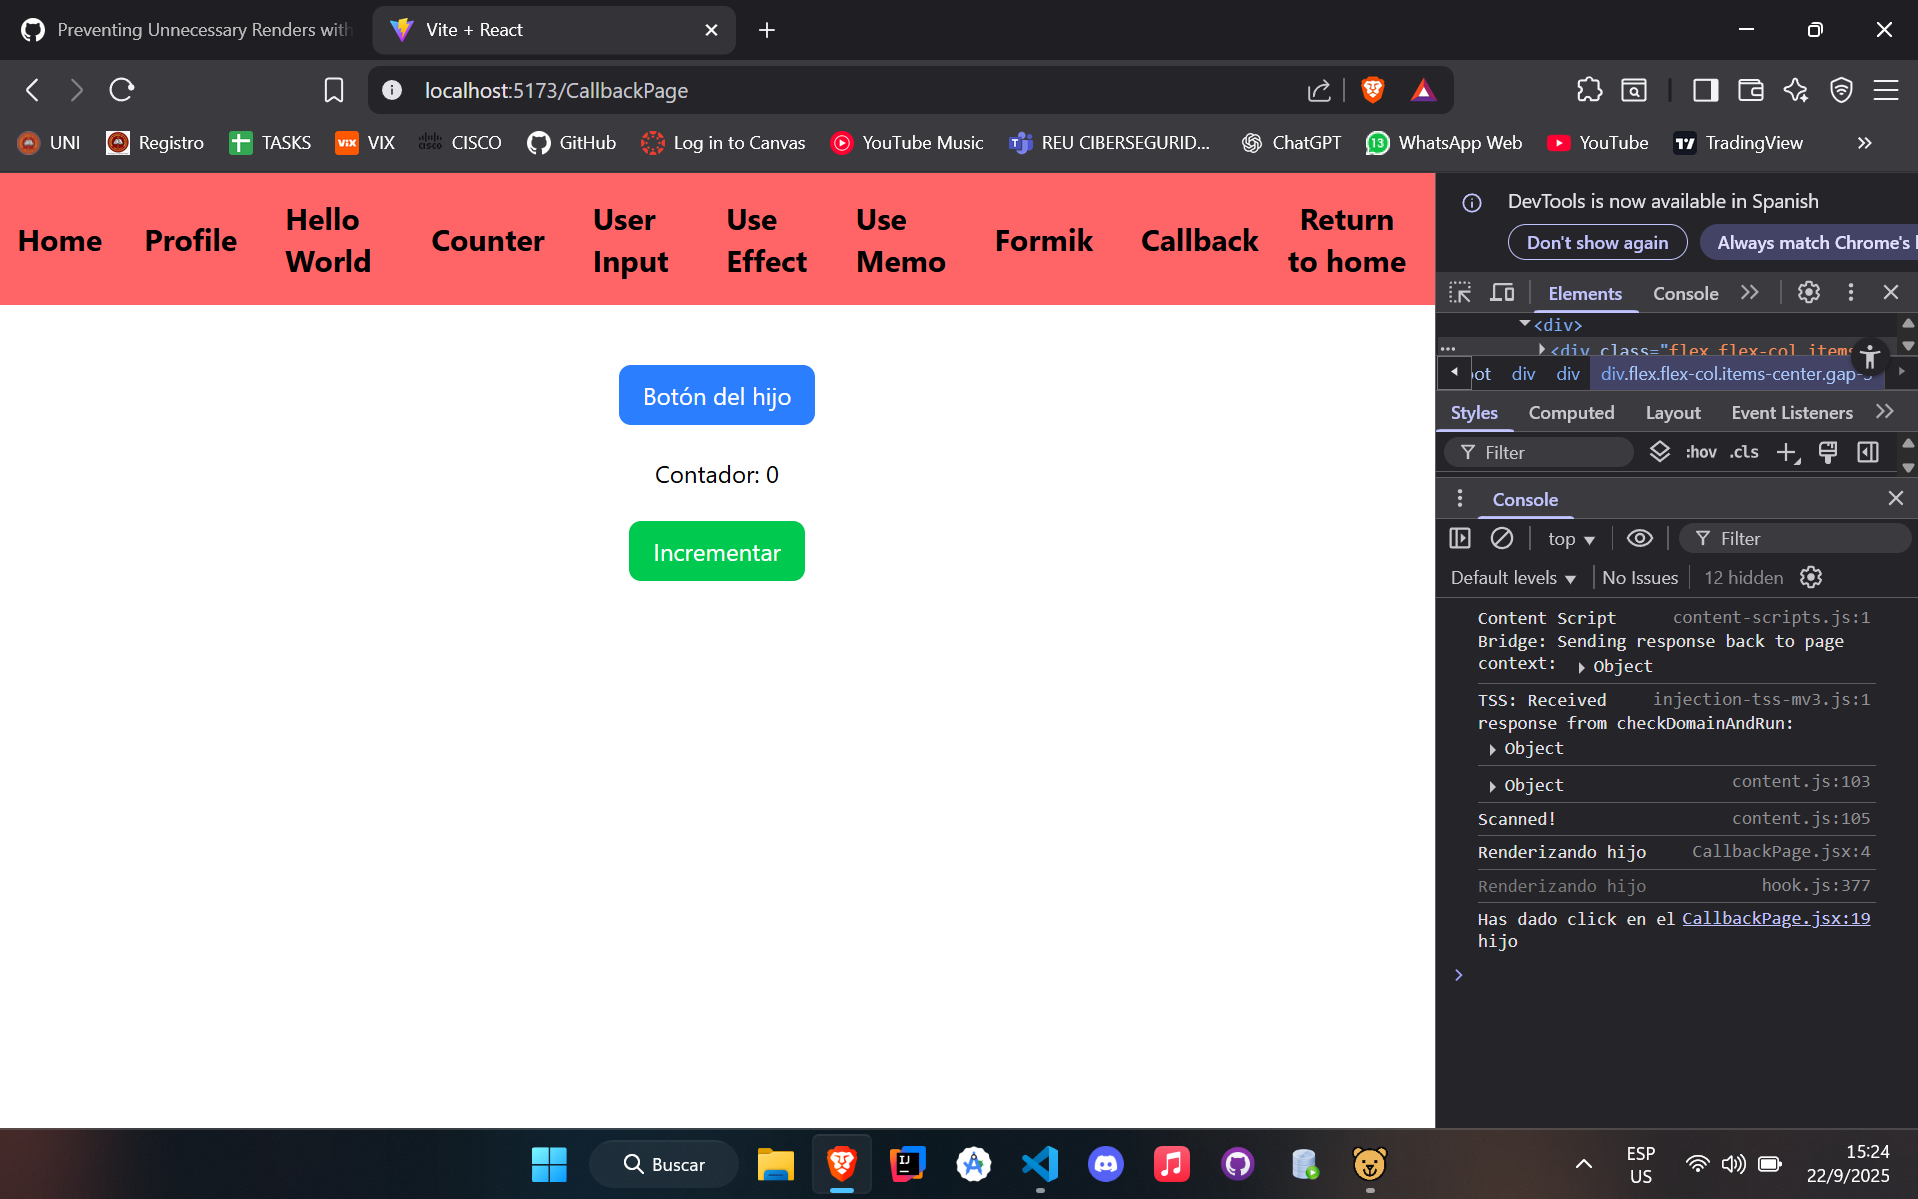 Preventing Unnecessary Renders with
Vite + React
localhost:5173/CallbackPage
UNI
Registro
TASKS
VIX
CISCO
GitHub
Log in to Canvas
YouTube Music
REU CIBERSEGURID...
ChatGPT
13
WhatsApp Web
YouTube
TradingView
Home
Profile
Hello
World
Counter
User
Input
Use
Effect
Use
Memo
Formik
Callback
Return
to home
Botón del hijo
Contador: 0
Incrementar
DevTools is now available in Spanish
Don't show again
Always match Chrome's l
Elements
Console
<div>
<div class="flex flex-col items
oot
div
div
div.flex.flex-col.items-center.gap-3
Styles
Computed
Layout
Event Listeners
Filter
:hov
.cls
Console
top
Filter
Default levels
No Issues
12 hidden
Content Script content-scripts.js:1
Bridge: Sending response back to page
context: Object
TSS: Received injection-tss-mv3.js:1
response from checkDomainAndRun:
Object
Object content.js:103
Scanned! content.js:105
Renderizando hijo CallbackPage.jsx:4
Renderizando hijo hook.js:377
Has dado click en el CallbackPage.jsx:19
hijo
Buscar
ESP
US
15:24
22/9/2025